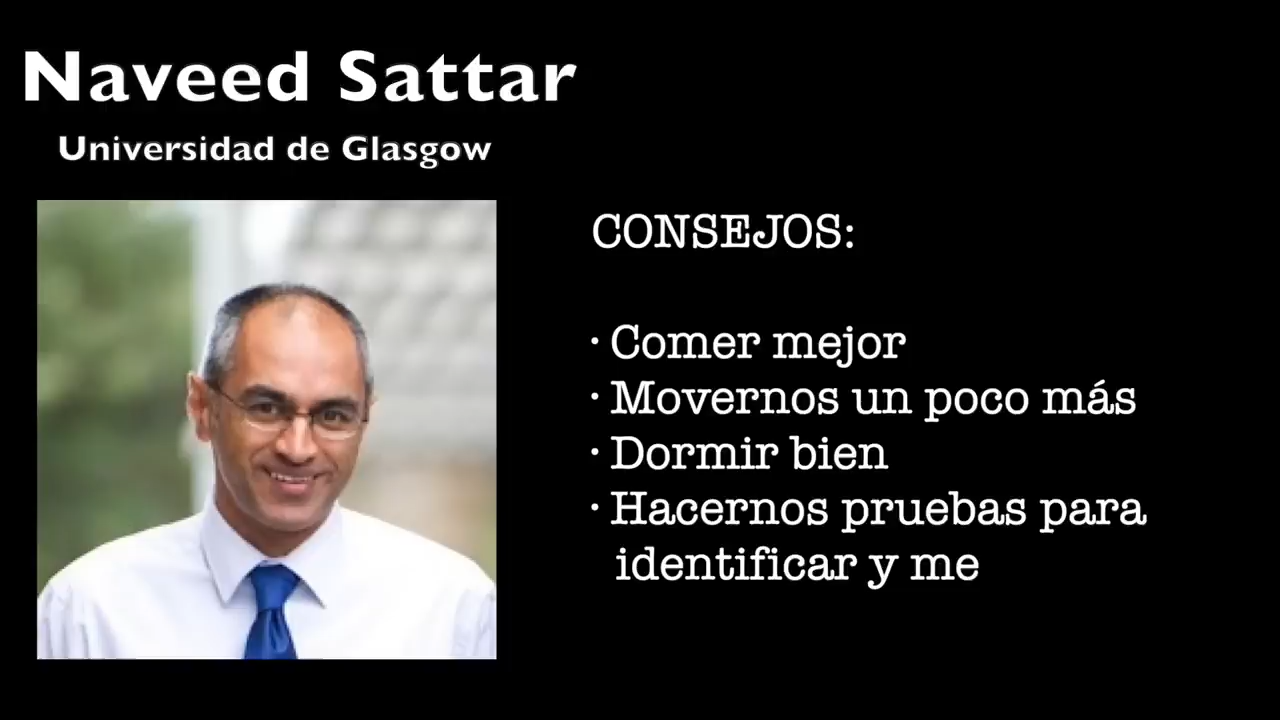 Naveed Sattar
Universidad de Glasgow
CONSEJOS:
· Comer mejor
· Movernos un poco más
· Dormir bien
· Hacernos pruebas para
identificar y me